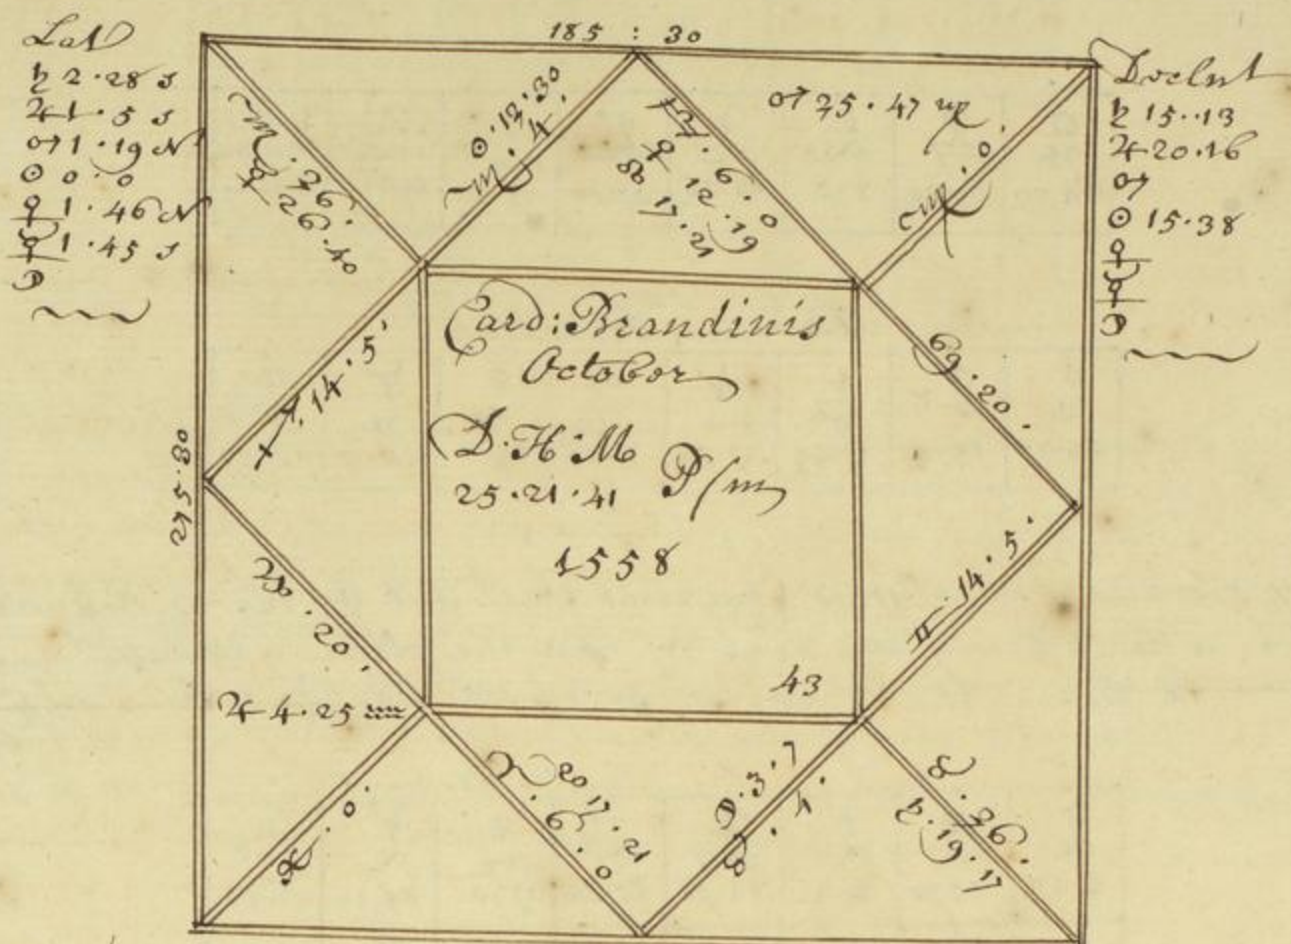 185 : 30
Lat
♄ 2 · 28 S
♃ 1 · 5 S
♂ 1 · 19 N
☉ 0 · 0
♀ 1 · 46 N
☿ 1 · 45 S
☽
Declnt
♄ 15 · 13
♃ 20 · 16
♂
☉ 15 · 38
♀
☿
☽
♏ · 26 ·
☿ 26 · 40
☉ · 12 · 30
♏ · 4 ·
♎ · 6 · 0
♀ 12 · 19
17 · 21
♂ 25 · 47 ♍
♍ · 0 ·
♐ · 14 · 5 ·
♋ · 20 ·
275 · 30
Card: Brandinis
October
D · H · M
25 · 21 · 41 P/m
1558
43
♑ · 20 ·
♊ · 14 · 5 ·
♃ 4 · 25 ♒
♓ · 0 ·
17 · 21
♈ · 6 · 0
☽ · 3 · 7
♉ · 4 ·
♉ · 26 ·
♄ · 19 · 17